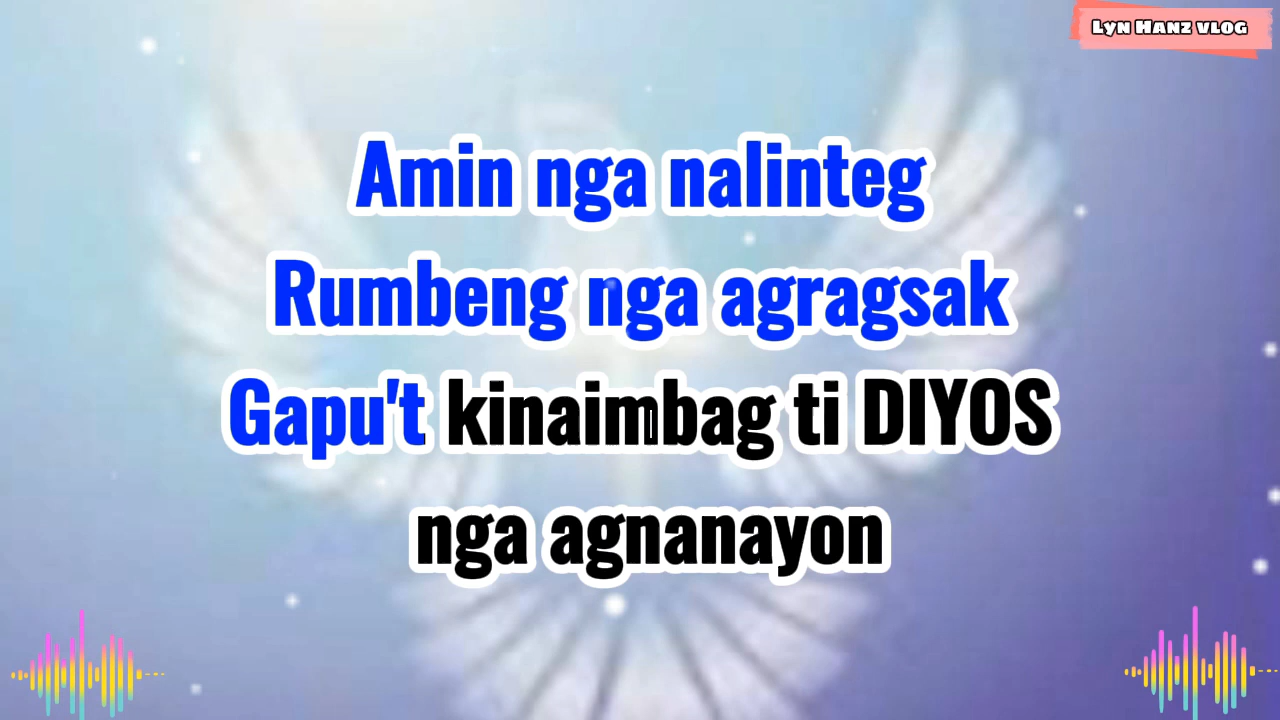 Lyn Hanz vlog
Amin nga nalinteg
Rumbeng nga agragsak
Gapu't kinaimbag ti DIYOS
nga agnanayon